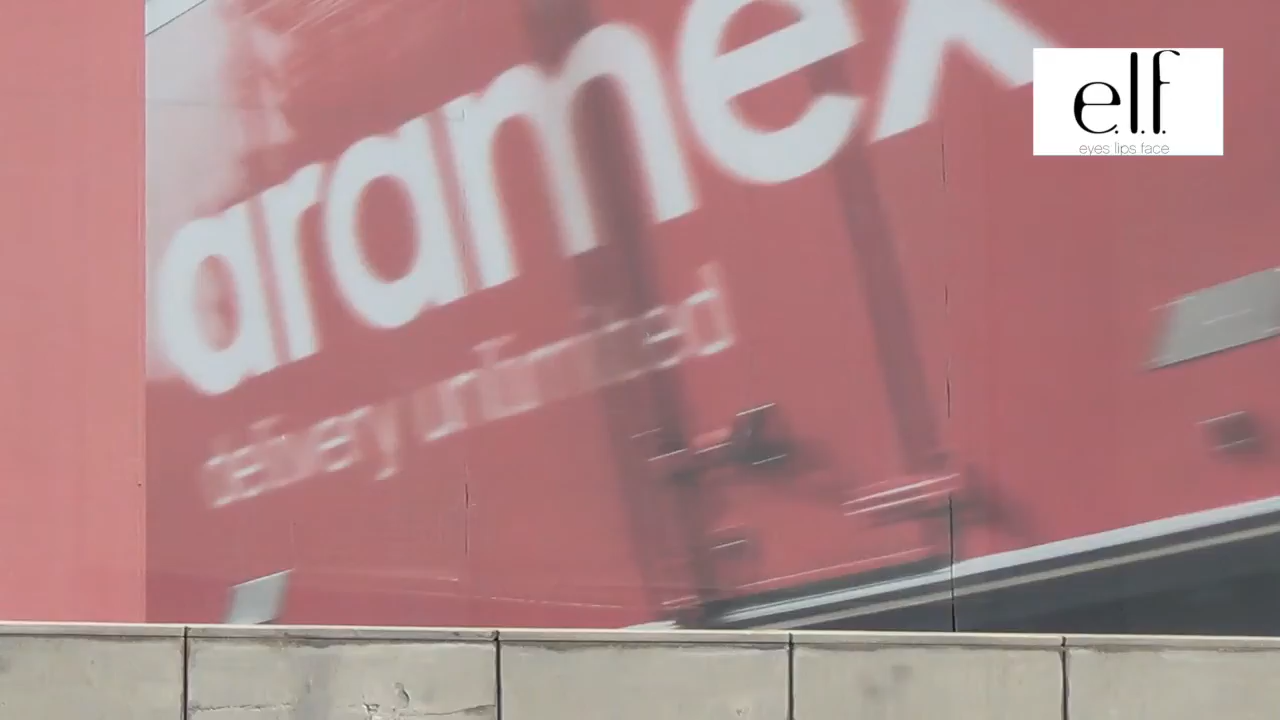 aramex
delivery unlimited
e.l.f.
eyes lips face